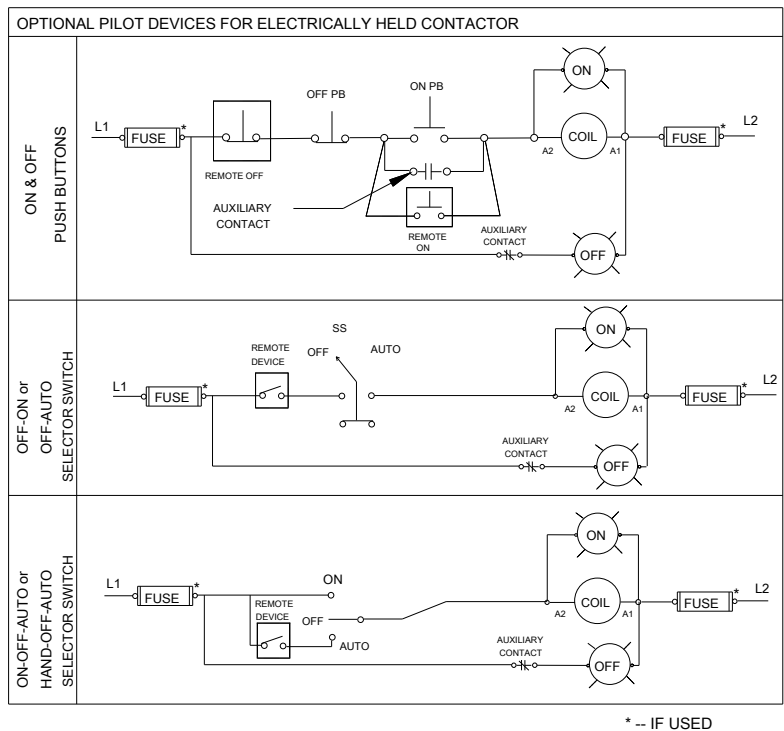 OPTIONAL PILOT DEVICES FOR ELECTRICALLY HELD CONTACTOR
ON & OFF
PUSH BUTTONS
L1
FUSE
*
REMOTE OFF
OFF PB
ON PB
AUXILIARY
CONTACT
REMOTE
ON
AUXILIARY
CONTACT
ON
A2
COIL
A1
OFF
FUSE
*
L2
OFF-ON or
OFF-AUTO
SELECTOR SWITCH
L1
FUSE
*
REMOTE
DEVICE
SS
OFF
AUTO
AUXILIARY
CONTACT
ON
A2
COIL
A1
OFF
FUSE
*
L2
ON-OFF-AUTO or
HAND-OFF-AUTO
SELECTOR SWITCH
L1
FUSE
*
REMOTE
DEVICE
ON
OFF
AUTO
AUXILIARY
CONTACT
ON
A2
COIL
A1
OFF
FUSE
*
L2
* -- IF USED